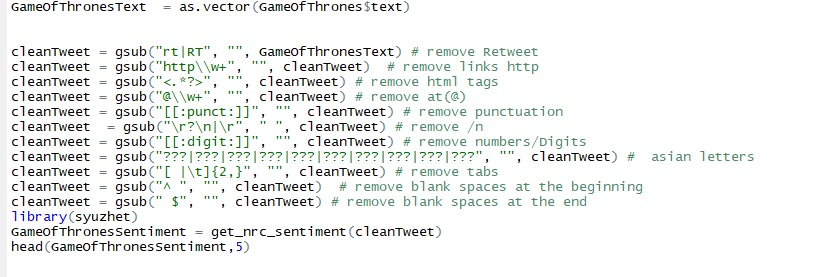 GameOfThronesText  = as.vector(GameOfThrones$text)
cleanTweet = gsub("rt|RT", "", GameOfThronesText) # remove Retweet
cleanTweet = gsub("http\\w+", "", cleanTweet)  # remove links http
cleanTweet = gsub("<.*?>", "", cleanTweet) # remove html tags
cleanTweet = gsub("@\\w+", "", cleanTweet) # remove at(@)
cleanTweet = gsub("[[:punct:]]", "", cleanTweet) # remove punctuation
cleanTweet  = gsub("\r?\n|\r", " ", cleanTweet) # remove /n
cleanTweet = gsub("[[:digit:]]", "", cleanTweet) # remove numbers/Digits
cleanTweet = gsub("???|???|???|???|???|???|???|???|???|???", "", cleanTweet) #  asian letters
cleanTweet = gsub("[ |\t]{2,}", "", cleanTweet) # remove tabs
cleanTweet = gsub("^ ", "", cleanTweet)  # remove blank spaces at the beginning
cleanTweet = gsub(" $", "", cleanTweet) # remove blank spaces at the end
library(syuzhet)
GameOfThronesSentiment = get_nrc_sentiment(cleanTweet)
head(GameOfThronesSentiment,5)